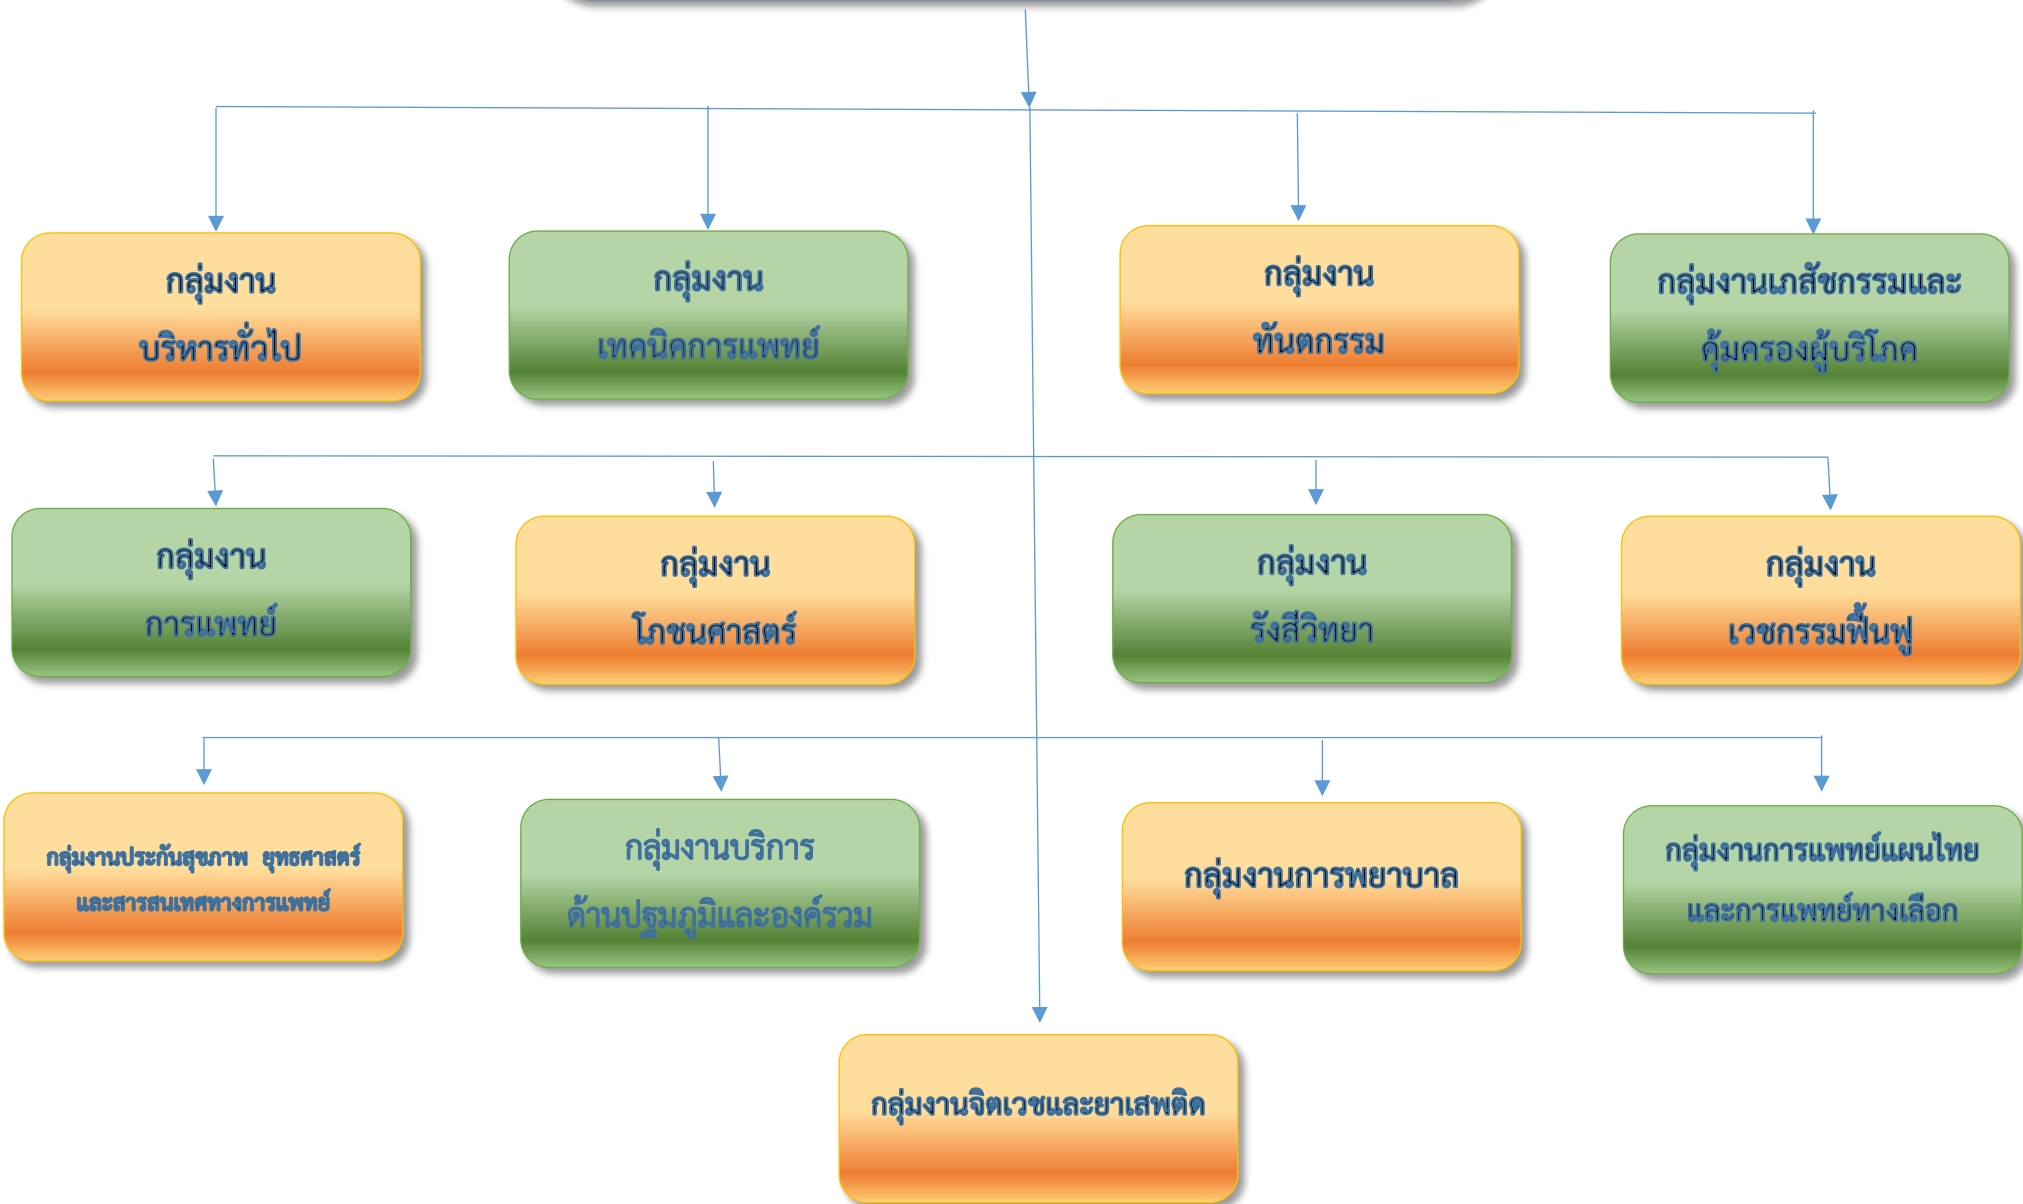 กลุ่มงาน
บริหารทั่วไป
กลุ่มงาน
เทคนิคการแพทย์
กลุ่มงาน
ทันตกรรม
กลุ่มงานเภสัชกรรมและ
คุ้มครองผู้บริโภค
กลุ่มงาน
การแพทย์
กลุ่มงาน
โภชนศาสตร์
กลุ่มงาน
รังสีวิทยา
กลุ่มงาน
เวชกรรมฟื้นฟู
กลุ่มงานประกันสุขภาพ ยุทธศาสตร์
และสารสนเทศทางการแพทย์
กลุ่มงานบริการ
ด้านปฐมภูมิและองค์รวม
กลุ่มงานการพยาบาล
กลุ่มงานการแพทย์แผนไทย
และการแพทย์ทางเลือก
กลุ่มงานจิตเวชและยาเสพติด